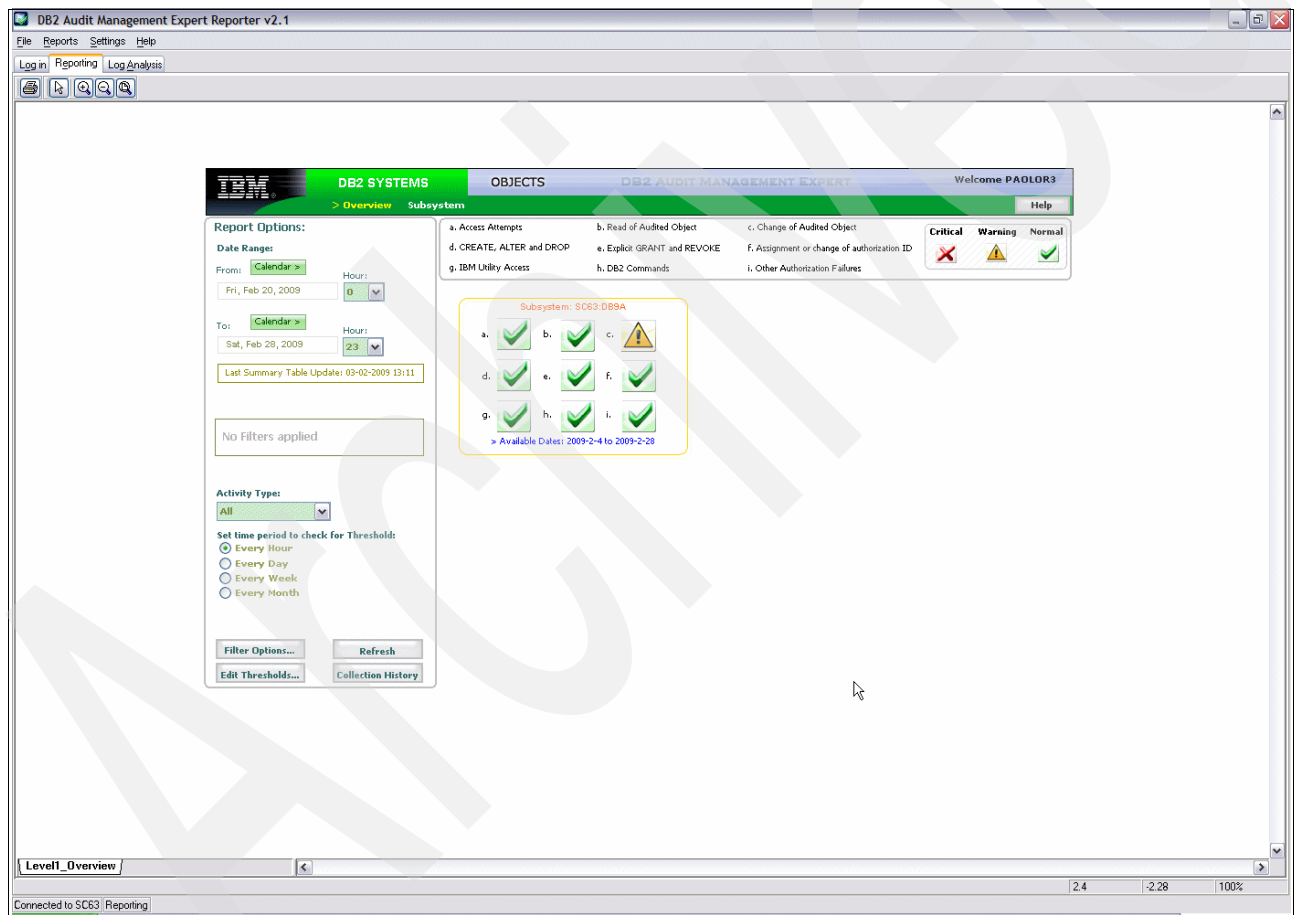 DB2 Audit Management Expert Reporter v2.1
File Reports Settings Help
Log in Reporting Log Analysis
IBM DB2 SYSTEMS OBJECTS DB2 AUDIT MANAGEMENT EXPERT Welcome PAOLOR3
> Overview Subsystem Help
Report Options:
Date Range:
From: Calendar > Hour:
Fri, Feb 20, 2009 0
To: Calendar > Hour:
Sat, Feb 28, 2009 23
Last Summary Table Update: 03-02-2009 13:11
No Filters applied
Activity Type:
All
Set time period to check for Threshold:
Every Hour
Every Day
Every Week
Every Month
Filter Options... Refresh
Edit Thresholds... Collection History
a. Access Attempts b. Read of Audited Object c. Change of Audited Object
d. CREATE, ALTER and DROP e. Explicit GRANT and REVOKE f. Assignment or change of authorization ID
g. IBM Utility Access h. DB2 Commands i. Other Authorization Failures
Critical Warning Normal
Subsystem: SC63:DB9A
a. b. c.
d. e. f.
g. h. i.
> Available Dates: 2009-2-4 to 2009-2-28
Level1_Overview
2.4 -2.28 100%
Connected to SC63 Reporting
Archived